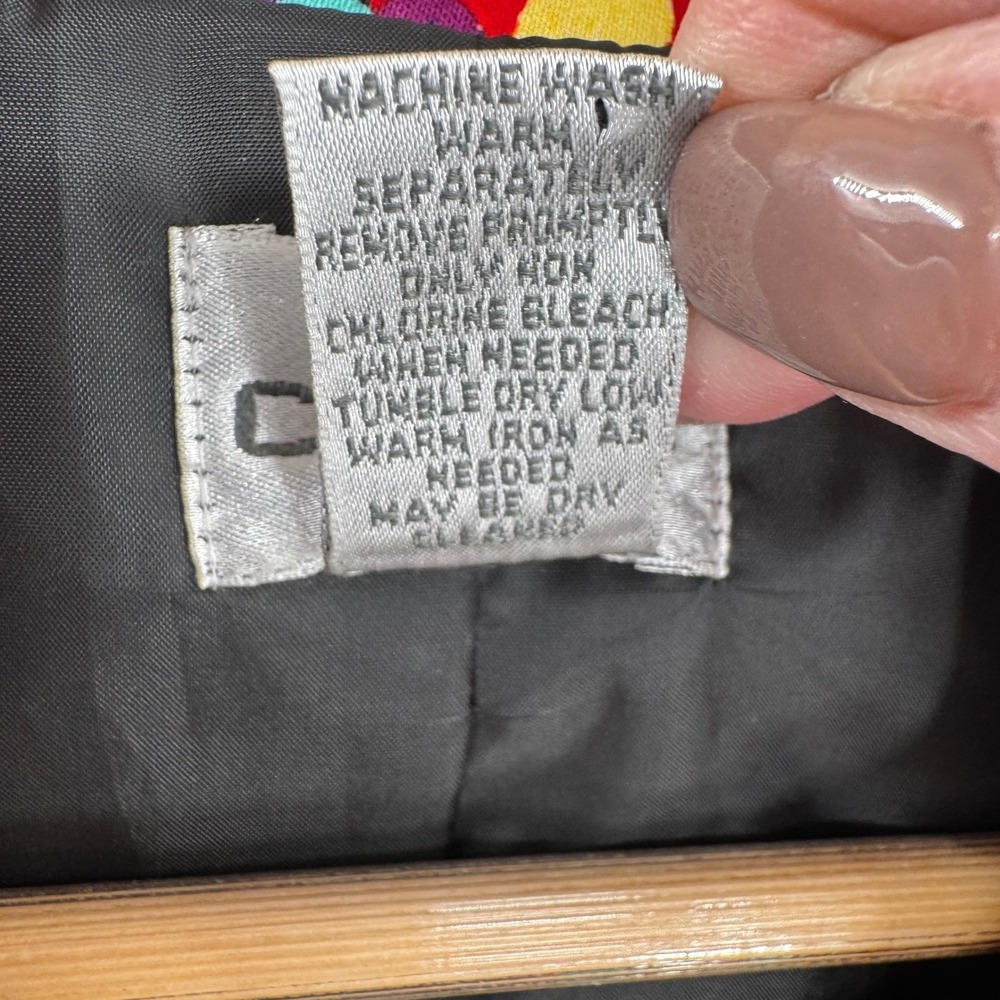 MACHINE WASH
WARM
SEPARATELY
REMOVE PROMPTLY
ONLY NON
CHLORINE BLEACH
WHEN NEEDED
TUMBLE DRY LOW
WARM IRON AS
NEEDED
MAY BE DRY
CLEANED